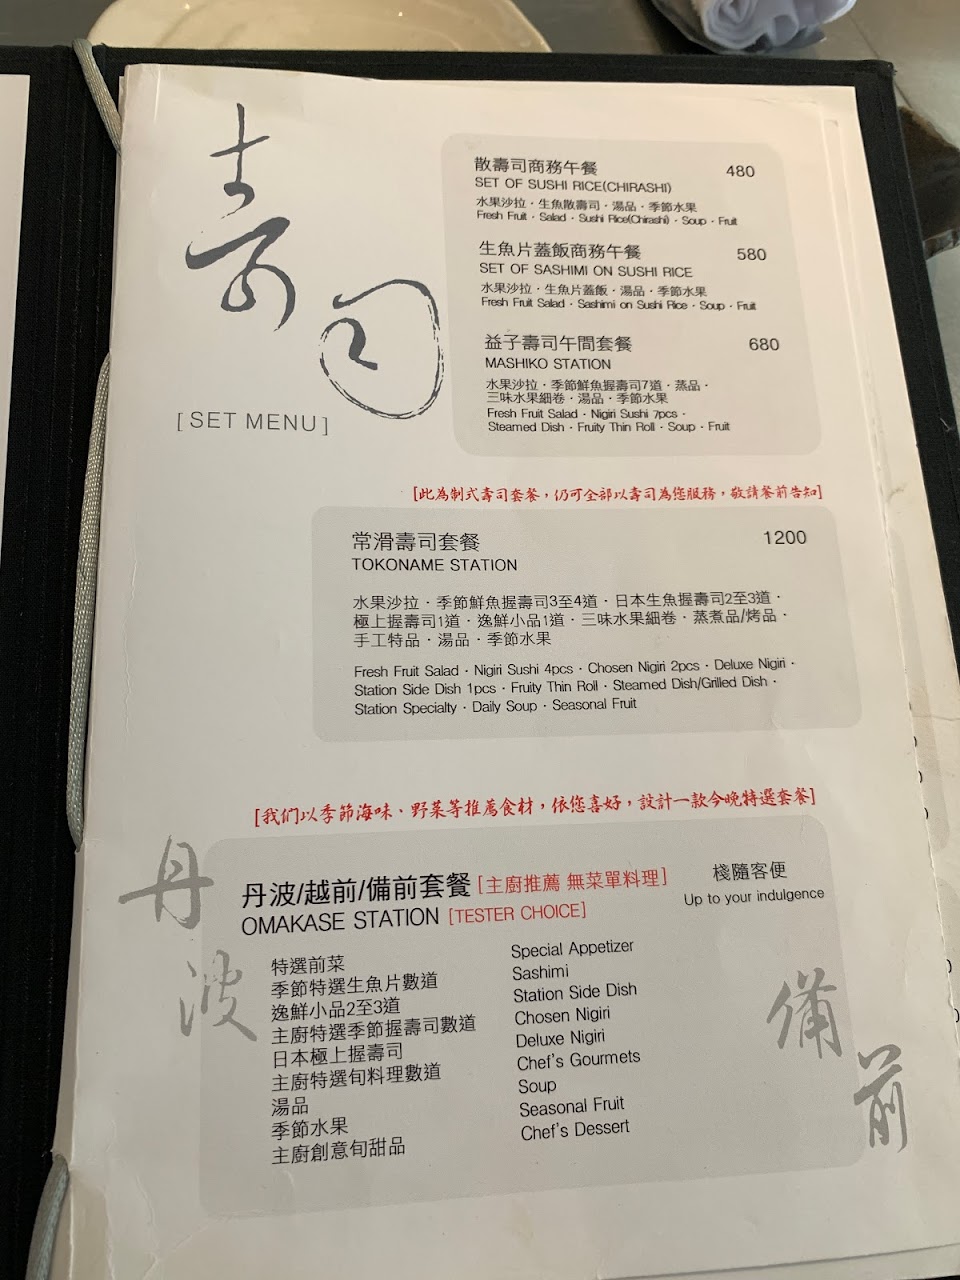 壽司
[ SET MENU ]
散壽司商務午餐 480
SET OF SUSHI RICE(CHIRASHI)
水果沙拉・生魚散壽司・湯品・季節水果
Fresh Fruit・Salad・Sushi Rice(Chirashi)・Soup・Fruit
生魚片蓋飯商務午餐 580
SET OF SASHIMI ON SUSHI RICE
水果沙拉・生魚片蓋飯・湯品・季節水果
Fresh Fruit Salad・Sashimi on Sushi Rice・Soup・Fruit
益子壽司午間套餐 680
MASHIKO STATION
水果沙拉・季節鮮魚握壽司7道・蒸品・
三味水果細卷・湯品・季節水果
Fresh Fruit Salad・Nigiri Sushi 7pcs・
Steamed Dish・Fruity Thin Roll・Soup・Fruit
[此為制式壽司套餐，仍可全部以壽司為您服務，敬請餐前告知]
常滑壽司套餐 1200
TOKONAME STATION
水果沙拉・季節鮮魚握壽司3至4道・日本生魚握壽司2至3道・
極上握壽司1道・逸鮮小品1道・三味水果細卷・蒸煮品/烤品・
手工特品・湯品・季節水果
Fresh Fruit Salad・Nigiri Sushi 4pcs・Chosen Nigiri 2pcs・Deluxe Nigiri・
Station Side Dish 1pcs・Fruity Thin Roll・Steamed Dish/Grilled Dish・
Station Specialty・Daily Soup・Seasonal Fruit
[我們以季節海味、野菜等推薦食材，依您喜好，設計一款今晚特選套餐]
丹波
丹波/越前/備前套餐 [主廚推薦 無菜單料理] 棧隨客便
OMAKASE STATION [TESTER CHOICE] Up to your indulgence
特選前菜 Special Appetizer
季節特選生魚片數道 Sashimi
逸鮮小品2至3道 Station Side Dish
主廚特選季節握壽司數道 Chosen Nigiri
日本極上握壽司 Deluxe Nigiri
主廚特選旬料理數道 Chef's Gourmets
湯品 Soup
季節水果 Seasonal Fruit
主廚創意旬甜品 Chef's Dessert
備前